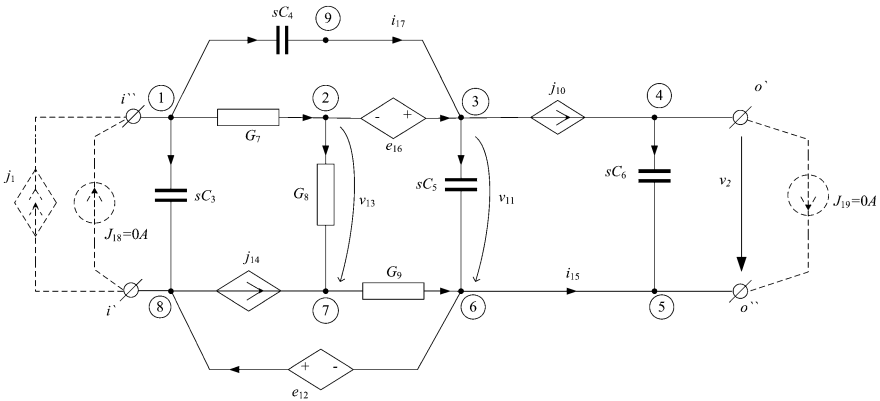 sC4
9
i17
i``
1
2
3
j10
4
o`
G7
- +
e16
j1
J18=0A
sC3
G8
v13
sC5
v11
sC6
v2
J19=0A
j14
G9
i15
i`
8
7
6
5
o``
+ -
e12